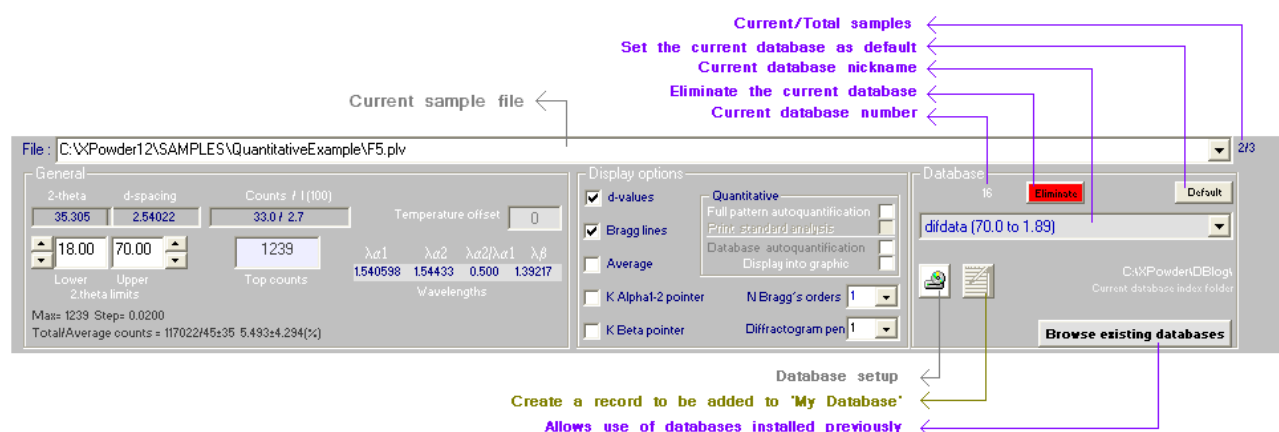 Current/Total samples
Set the current database as default
Current database nickname
Eliminate the current database
Current sample file
Current database number
File : C:\XPowder12\SAMPLES\QuantitativeExample\F5.plv 2/3
General
2-theta d-spacing Counts / I(100)
35.305 2.54022 33.0 / 2.7
Temperature offset 0
18.00 70.00 1239
Lower Upper Top counts
2.theta limits
λα1 λα2 λα2/λα1 λβ
1.540598 1.54433 0.500 1.39217
Wavelengths
Max= 1239 Step= 0.0200
Total/Average counts = 117022/45±35 5.493±4.294(%)
Display options
d-values
Bragg lines
Average
K Alpha1-2 pointer
K Beta pointer
Quantitative
Full pattern autoquantification
Print standard analysis
Database autoquantification
Display into graphic
N Bragg's orders 1
Diffractogram pen 1
Database
16 Eliminate Default
difdata (70.0 to 1.89)
C:\XPowder\DBlog\
Current database index folder
Browse existing databases
Database setup
Create a record to be added to 'My Database'
Allows use of databases installed previously